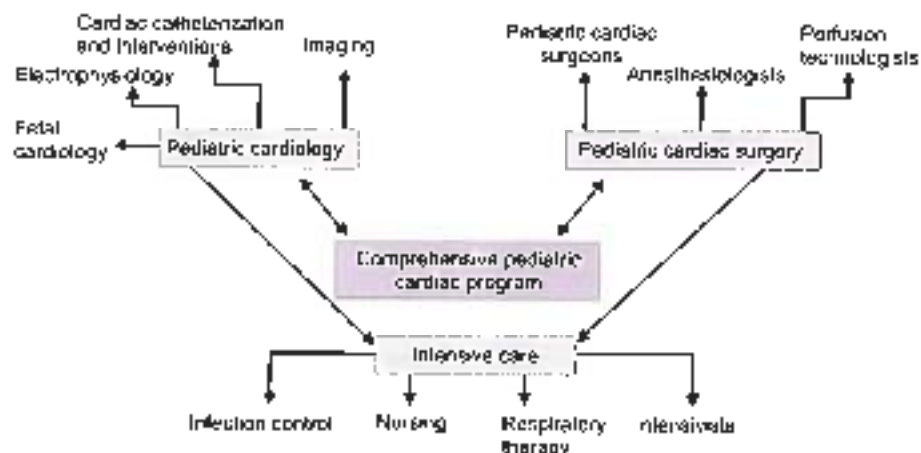 Cardiac catheterization
and interventions
Imaging
Electrophysiology
Fetal
cardiology
Pediatric cardiology
Pediatric cardiac
surgeons
Anesthesiologists
Perfusion
technologists
Pediatric cardiac surgery
Comprehensive pediatric
cardiac program
Intensive care
Infection control
Nursing
Respiratory
therapy
Intensivists